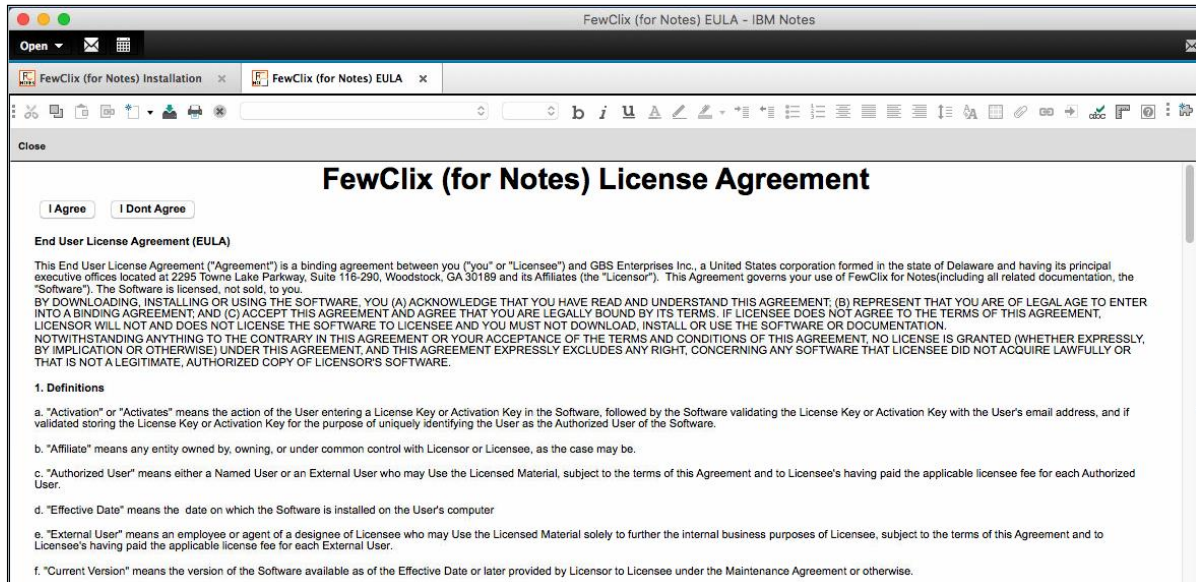 FewClix (for Notes) EULA - IBM Notes
Open
FewClix (for Notes) Installation
FewClix (for Notes) EULA
b i u A
Close
FewClix (for Notes) License Agreement
I Agree I Dont Agree
End User License Agreement (EULA)
This End User License Agreement ("Agreement") is a binding agreement between you ("you" or "Licensee") and GBS Enterprises Inc., a United States corporation formed in the state of Delaware and having its principal
executive offices located at 2295 Towne Lake Parkway, Suite 116-290, Woodstock, GA 30189 and its Affiliates (the "Licensor"). This Agreement governs your use of FewClix for Notes(including all related documentation, the
"Software"). The Software is licensed, not sold, to you.
BY DOWNLOADING, INSTALLING OR USING THE SOFTWARE, YOU (A) ACKNOWLEDGE THAT YOU HAVE READ AND UNDERSTAND THIS AGREEMENT; (B) REPRESENT THAT YOU ARE OF LEGAL AGE TO ENTER
INTO A BINDING AGREEMENT; AND (C) ACCEPT THIS AGREEMENT AND AGREE THAT YOU ARE LEGALLY BOUND BY ITS TERMS. IF LICENSEE DOES NOT AGREE TO THE TERMS OF THIS AGREEMENT,
LICENSOR WILL NOT AND DOES NOT LICENSE THE SOFTWARE TO LICENSEE AND YOU MUST NOT DOWNLOAD, INSTALL OR USE THE SOFTWARE OR DOCUMENTATION.
NOTWITHSTANDING ANYTHING TO THE CONTRARY IN THIS AGREEMENT OR YOUR ACCEPTANCE OF THE TERMS AND CONDITIONS OF THIS AGREEMENT, NO LICENSE IS GRANTED (WHETHER EXPRESSLY,
BY IMPLICATION OR OTHERWISE) UNDER THIS AGREEMENT, AND THIS AGREEMENT EXPRESSLY EXCLUDES ANY RIGHT, CONCERNING ANY SOFTWARE THAT LICENSEE DID NOT ACQUIRE LAWFULLY OR
THAT IS NOT A LEGITIMATE, AUTHORIZED COPY OF LICENSOR'S SOFTWARE.
1. Definitions
a. "Activation" or "Activates" means the action of the User entering a License Key or Activation Key in the Software, followed by the Software validating the License Key or Activation Key with the User's email address, and if
validated storing the License Key or Activation Key for the purpose of uniquely identifying the User as the Authorized User of the Software.
b. "Affiliate" means any entity owned by, owning, or under common control with Licensor or Licensee, as the case may be.
c. "Authorized User" means either a Named User or an External User who may Use the Licensed Material, subject to the terms of this Agreement and to Licensee's having paid the applicable licensee fee for each Authorized
User.
d. "Effective Date" means the date on which the Software is installed on the User's computer
e. "External User" means an employee or agent of a designee of Licensee who may Use the Licensed Material solely to further the internal business purposes of Licensee, subject to the terms of this Agreement and to
Licensee's having paid the applicable license fee for each External User.
f. "Current Version" means the version of the Software available as of the Effective Date or later provided by Licensor to Licensee under the Maintenance Agreement or otherwise.